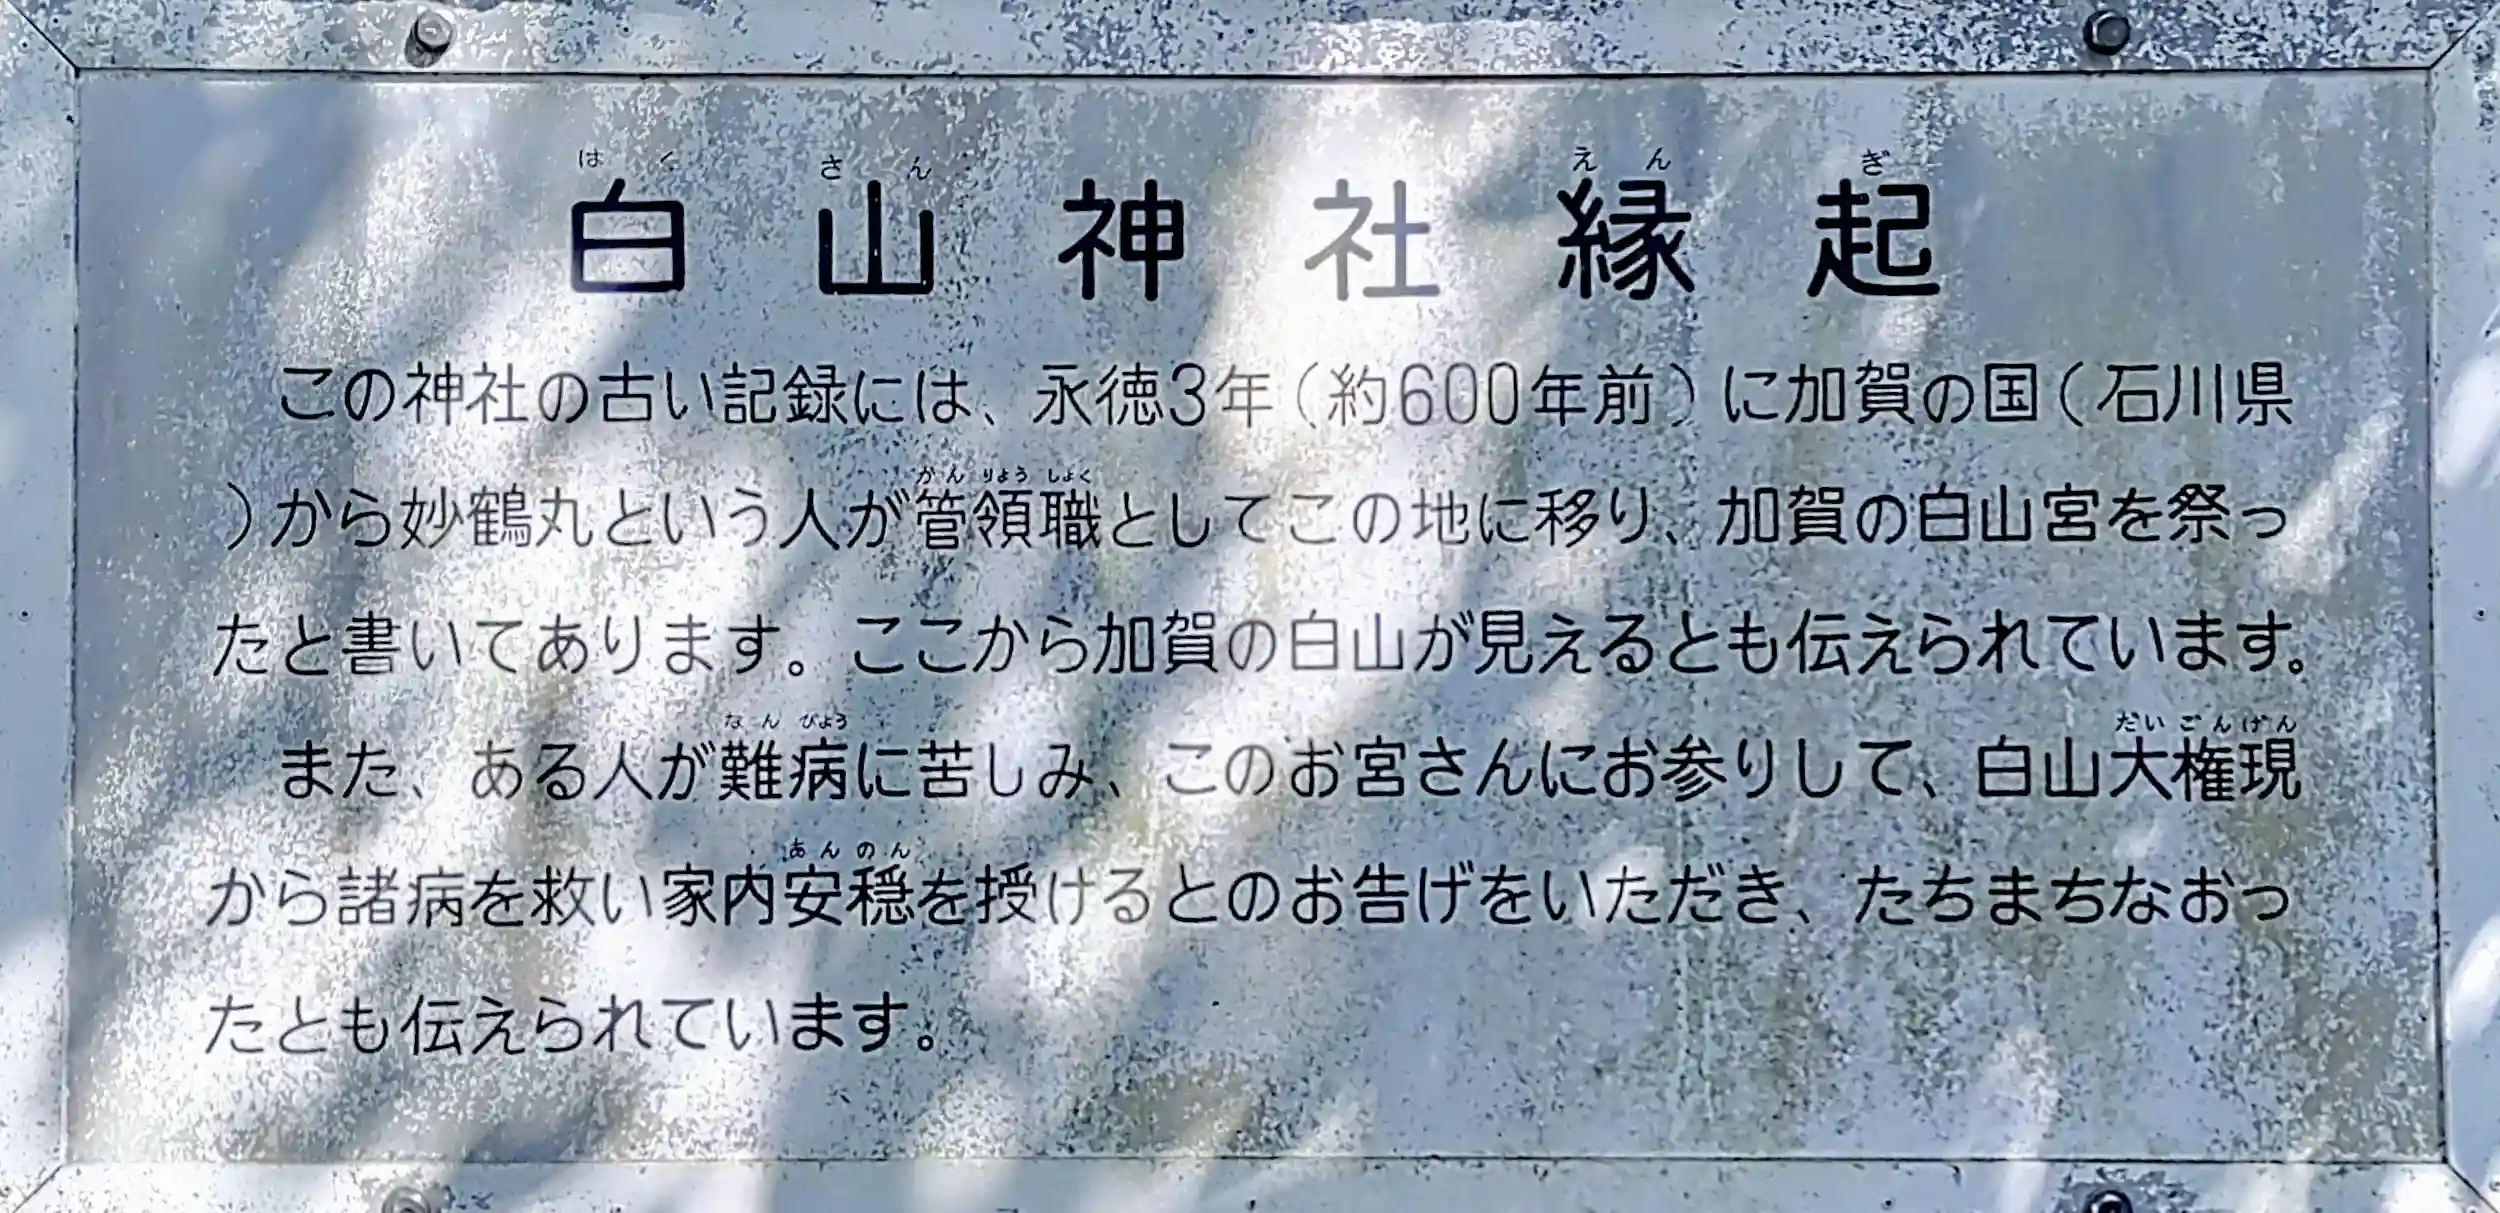 白山神社縁起
この神社の古い記録には、永徳3年(約600年前)に加賀の国(石川県
)から妙鶴丸という人が管領職としてこの地に移り、加賀の白山宮を祭っ
たと書いてあります。ここから加賀の白山が見えるとも伝えられています。
また、ある人が難病に苦しみ、このお宮さんにお参りして、白山大権現
から諸病を救い家内安穏を授けるとのお告げをいただき、たちまちなおっ
たとも伝えられています。